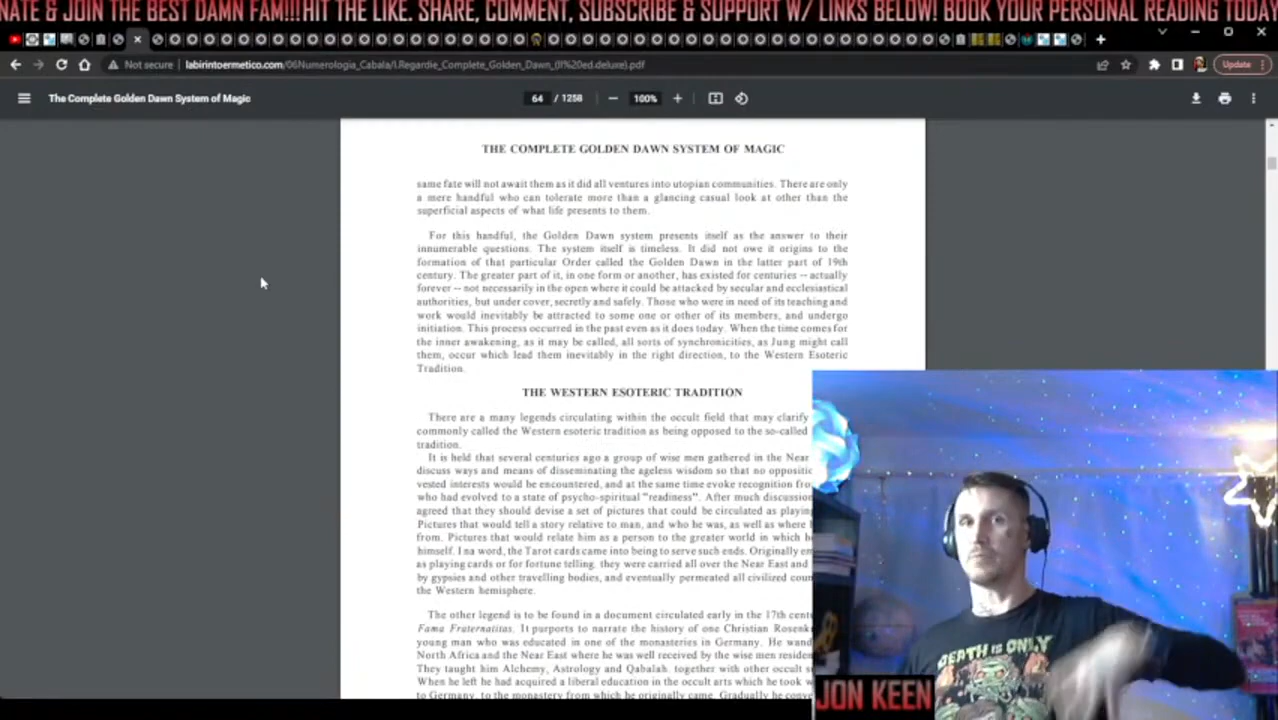 NATE & JOIN THE BEST DAMN FAM!!!HIT THE LIKE. SHARE, COMMENT, SUBSCRIBE & SUPPORT W/ LINKS BELOW! BOOK YOUR PERSONAL READING TODAY
Not secure labirintoermetico.com/06Numerologia_Cabala/I.Regardie_Complete_Golden_Dawn_(II%20ed.deluxe).pdf Update
The Complete Golden Dawn System of Magic 64 / 1258 100%
THE COMPLETE GOLDEN DAWN SYSTEM OF MAGIC
same fate will not await them as it did all ventures into utopian communities. There are only
a mere handful who can tolerate more than a glancing casual look at other than the
superficial aspects of what life presents to them.
For this handful, the Golden Dawn system presents itself as the answer to their
innumerable questions. The system itself is timeless. It did not owe it origins to the
formation of that particular Order called the Golden Dawn in the latter part of 19th
century. The greater part of it, in one form or another, has existed for centuries -- actually
forever -- not necessarily in the open where it could be attacked by secular and ecclesiastical
authorities, but under cover, secretly and safely. Those who were in need of its teaching and
work would inevitably be attracted to some one or other of its members, and undergo
initiation. This process occurred in the past even as it does today. When the time comes for
the inner awakening, as it may be called, all sorts of synchronicities, as Jung might call
them, occur which lead them inevitably in the right direction, to the Western Esoteric
Tradition.
THE WESTERN ESOTERIC TRADITION
There are a many legends circulating within the occult field that may clarify
commonly called the Western esoteric tradition as being opposed to the so-called
tradition.
It is held that several centuries ago a group of wise men gathered in the Near
discuss ways and means of disseminating the ageless wisdom so that no oppositio
vested interests would be encountered, and at the same time evoke recognition fro
who had evolved to a state of psycho-spiritual "readiness". After much discussion
agreed that they should devise a set of pictures that could be circulated as playing
Pictures that would tell a story relative to man, and who he was, as well as where
from. Pictures that would relate him as a person to the greater world in which he
himself. I na word, the Tarot cards came into being to serve such ends. Originally em
as playing cards or for fortune telling. they were carried all over the Near East and
by gypsies and other travelling bodies, and eventually permeated all civilized coun
the Western hemisphere.
The other legend is to be found in a document circulated early in the 17th cent
Fama Fraternatitas. It purports to narrate the history of one Christian Rosenk
young man who was educated in one of the monasteries in Germany. He wand
North Africa and the Near East where he was well received by the wise men residen
They taught him Alchemy, Astrology and Qabalah. together with other occult s
When he left he had acquired a liberal education in the occult arts which he took w
to Germany, to the monastery from which he originally came. Gradually he conve
DEATH IS ONLY
JON KEEN